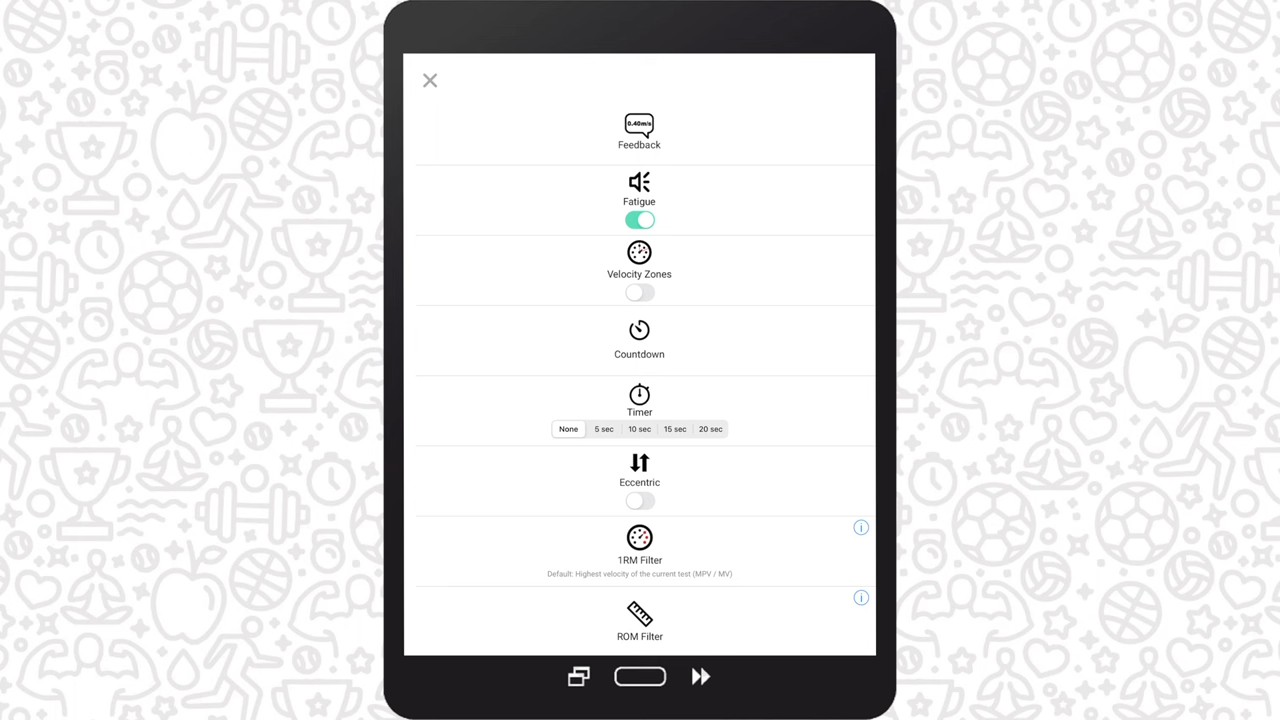 0.40m/s
Feedback
Fatigue
Velocity Zones
Countdown
Timer
None 5 sec 10 sec 15 sec 20 sec
Eccentric
1RM Filter
Default: Highest velocity of the current test (MPV / MV)
ROM Filter